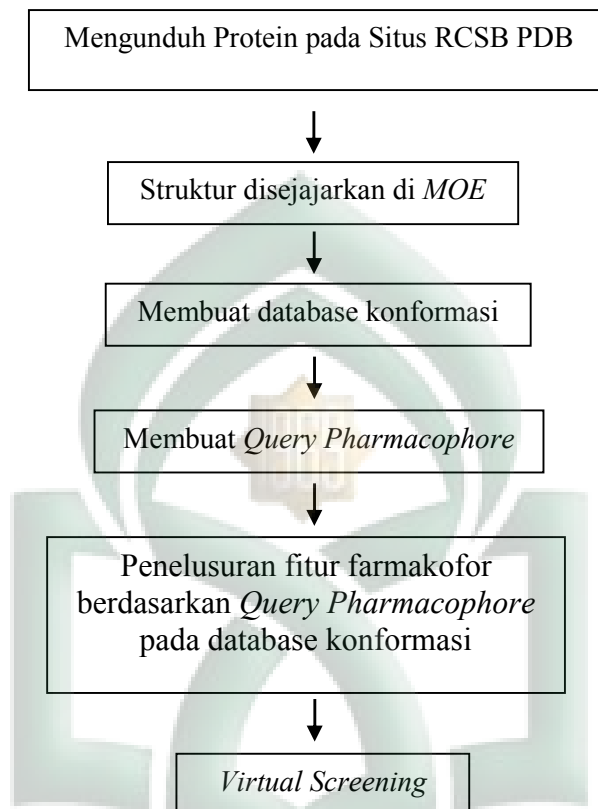 Mengunduh Protein pada Situs RCSB PDB
Struktur disejajarkan di MOE
Membuat database konformasi
Membuat Query Pharmacophore
Penelusuran fitur farmakofor
berdasarkan Query Pharmacophore
pada database konformasi
Virtual Screening